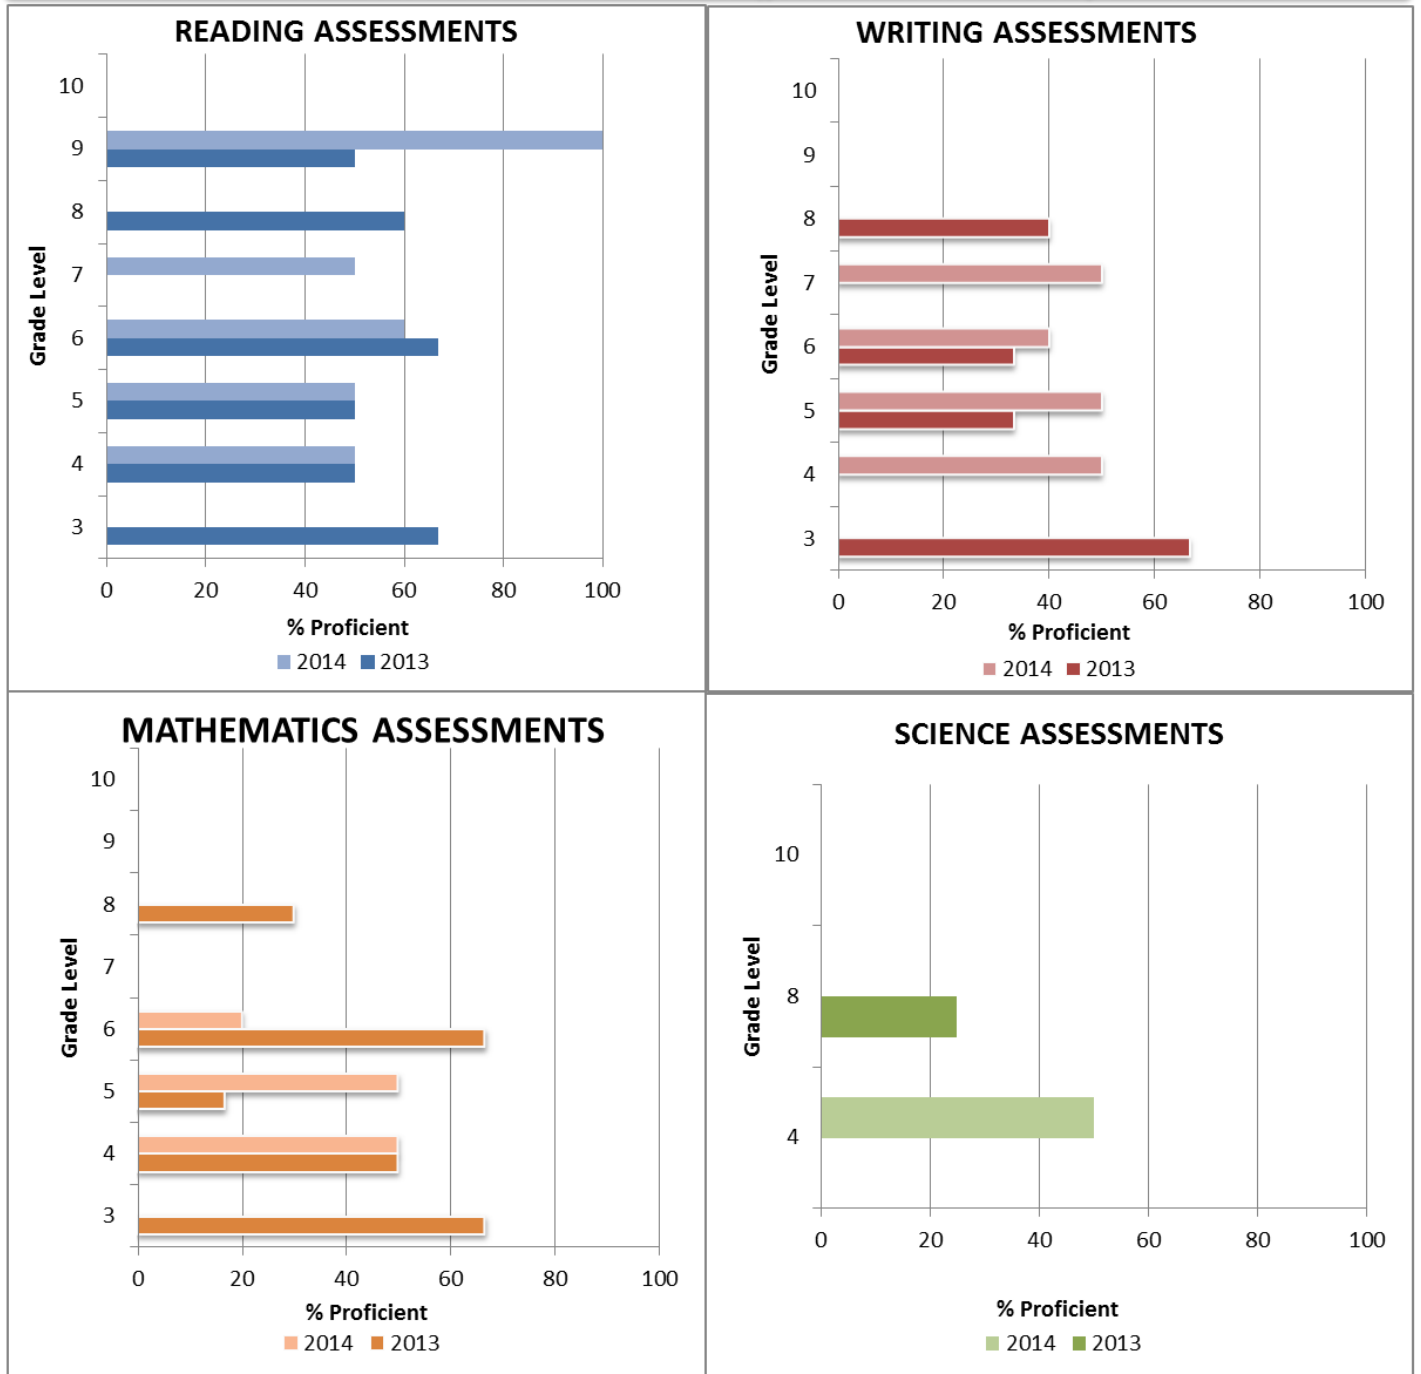 READING ASSESSMENTS
10
9
8
7
6
5
4
3
Grade Level
0 20 40 60 80 100
% Proficient
2014 2013
WRITING ASSESSMENTS
10
9
8
7
6
5
4
3
Grade Level
0 20 40 60 80 100
% Proficient
2014 2013
MATHEMATICS ASSESSMENTS
10
9
8
7
6
5
4
3
Grade Level
0 20 40 60 80 100
% Proficient
2014 2013
SCIENCE ASSESSMENTS
10
8
4
Grade Level
0 20 40 60 80 100
% Proficient
2014 2013